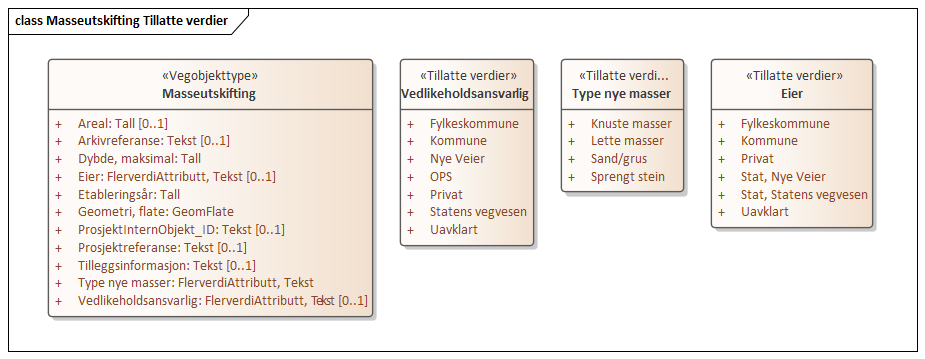 class Masseutskifting Tillatte verdier
«Vegobjekttype»
Masseutskifting
+ Areal: Tall [0..1]
+ Arkivreferanse: Tekst [0..1]
+ Dybde, maksimal: Tall
+ Eier: FlerverdiAttributt, Tekst [0..1]
+ Etableringsår: Tall
+ Geometri, flate: GeomFlate
+ ProsjektInternObjekt_ID: Tekst [0..1]
+ Prosjektreferanse: Tekst [0..1]
+ Tilleggsinformasjon: Tekst [0..1]
+ Type nye masser: FlerverdiAttributt, Tekst
+ Vedlikeholdsansvarlig: FlerverdiAttributt, Tekst [0..1]
«Tillatte verdier»
Vedlikeholdsansvarlig
+ Fylkeskommune
+ Kommune
+ Nye Veier
+ OPS
+ Privat
+ Statens vegvesen
+ Uavklart
«Tillatte verdi...
Type nye masser
+ Knuste masser
+ Lette masser
+ Sand/grus
+ Sprengt stein
«Tillatte verdier»
Eier
+ Fylkeskommune
+ Kommune
+ Privat
+ Stat, Nye Veier
+ Stat, Statens vegvesen
+ Uavklart